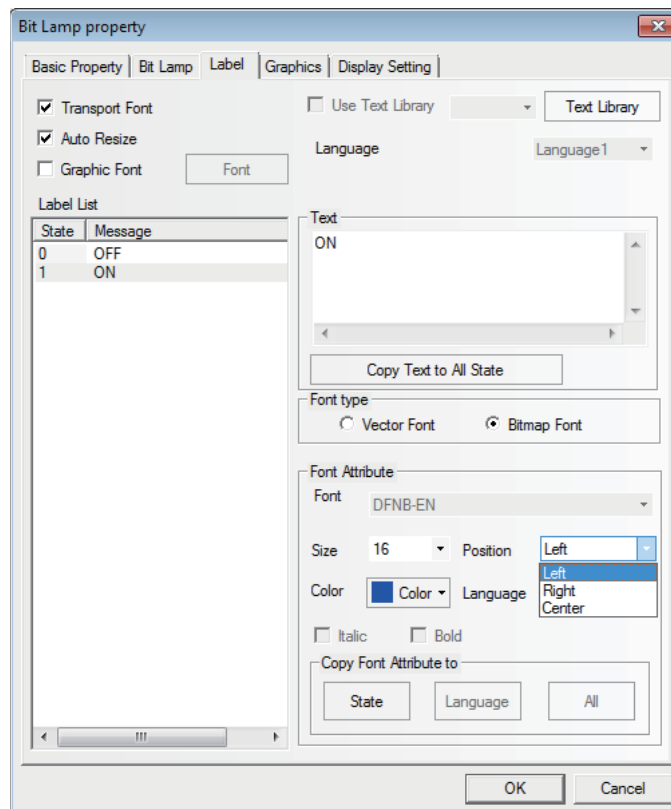 Bit Lamp property
Basic Property Bit Lamp Label Graphics Display Setting
Transport Font
Use Text Library
Text Library
Auto Resize
Language
Language1
Graphic Font
Font
Label List
State Message
0 OFF
1 ON
Text
ON
Copy Text to All State
Font type
Vector Font Bitmap Font
Font Attribute
Font
DFNB-EN
Size 16 Position Left
Left
Right
Center
Color Color Language
Italic Bold
Copy Font Attribute to
State Language All
OK Cancel